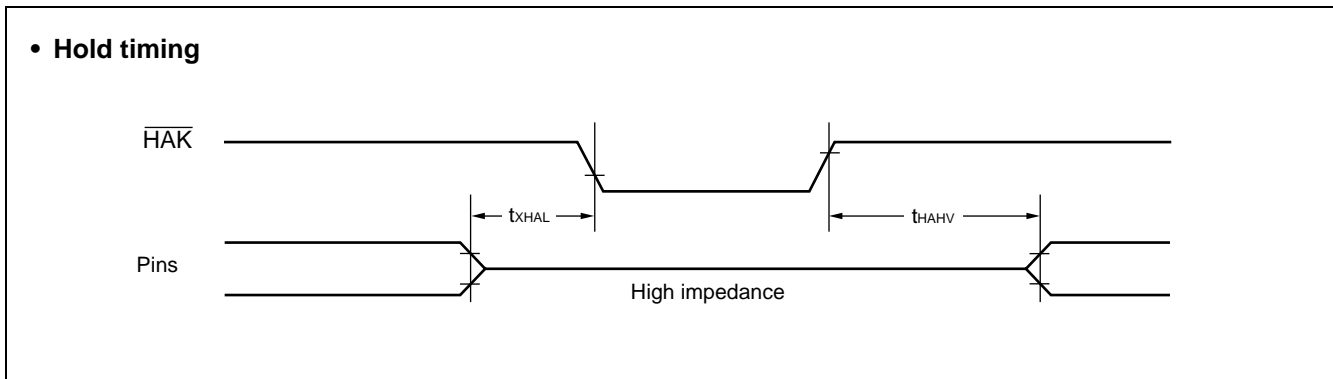 • Hold timing
HAK
tXHAL
tHAHV
Pins
High impedance